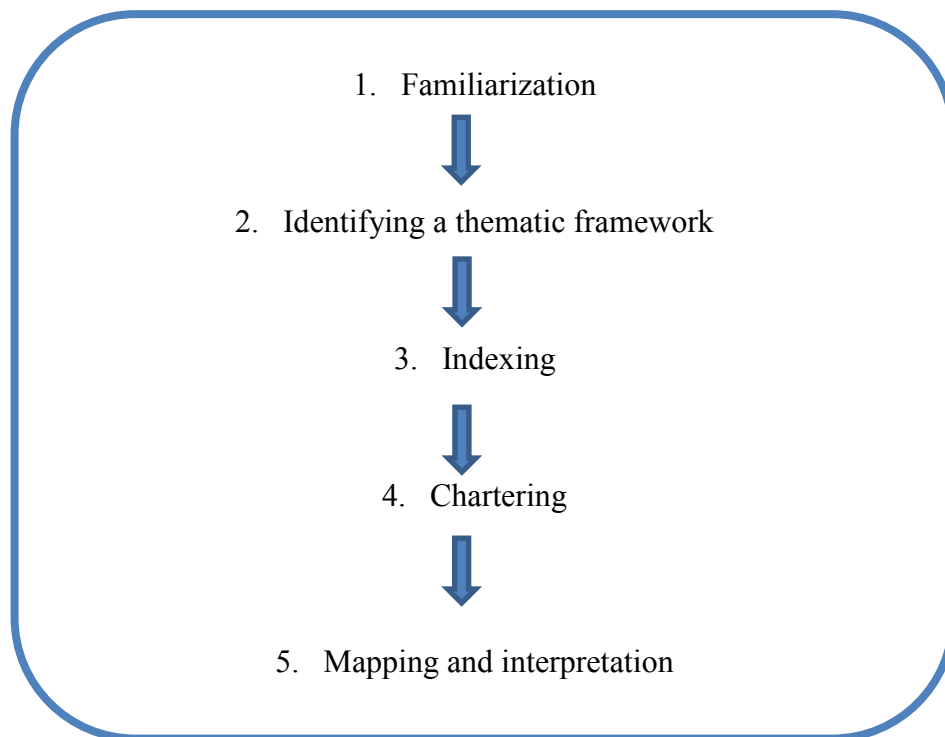 1. Familiarization
2. Identifying a thematic framework
3. Indexing
4. Chartering
5. Mapping and interpretation